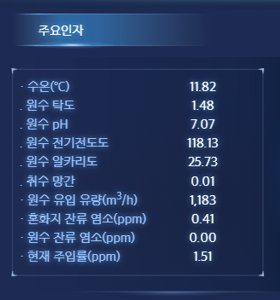 주요인자
· 수온(℃) 11.82
. 원수 탁도 1.48
. 원수 pH 7.07
. 원수 전기전도도 118.13
. 원수 알카리도 25.73
. 취수 망간 0.01
· 원수 유입 유량(m³/h) 1,183
· 혼화지 잔류 염소(ppm) 0.41
· 원수 잔류 염소(ppm) 0.00
· 현재 주입률(ppm) 1.51